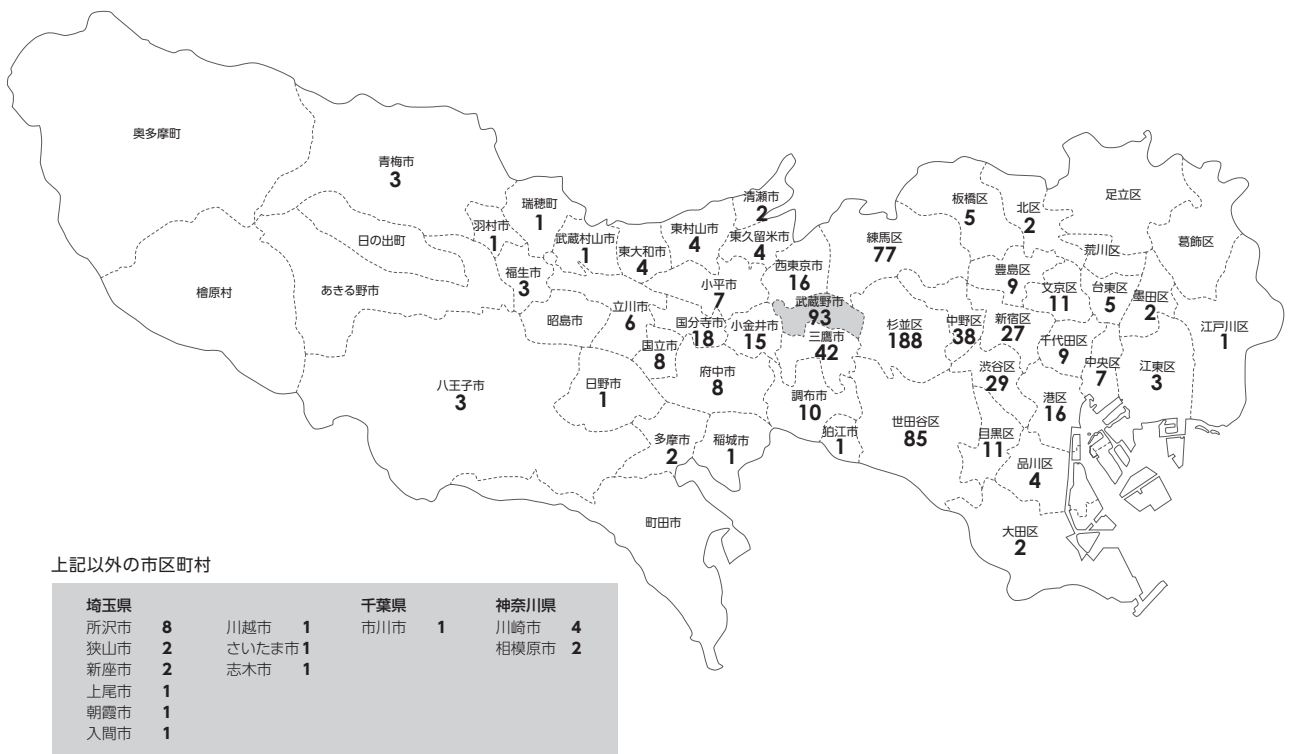 奥多摩町
青梅市
3
瑞穂町
1
羽村市
1
日の出町
檜原村
あきる野市
福生市
3
武蔵村山市
1
東大和市
4
東村山市
4
清瀬市
2
東久留米市
4
西東京市
16
小平市
7
昭島市
立川市
6
国分寺市
18
小金井市
15
武蔵野市
93
三鷹市
42
国立市
8
八王子市
3
日野市
1
府中市
8
調布市
10
狛江市
1
多摩市
2
稲城市
1
町田市
練馬区
77
板橋区
5
北区
2
足立区
荒川区
葛飾区
豊島区
9
文京区
11
台東区
5
墨田区
2
江戸川区
1
杉並区
188
中野区
38
新宿区
27
千代田区
9
中央区
7
江東区
3
渋谷区
29
港区
16
世田谷区
85
目黒区
11
品川区
4
大田区
2
上記以外の市区町村
埼玉県 千葉県 神奈川県
所沢市 8 川越市 1 市川市 1 川崎市 4
狭山市 2 さいたま市 1 相模原市 2
新座市 2 志木市 1
上尾市 1
朝霞市 1
入間市 1